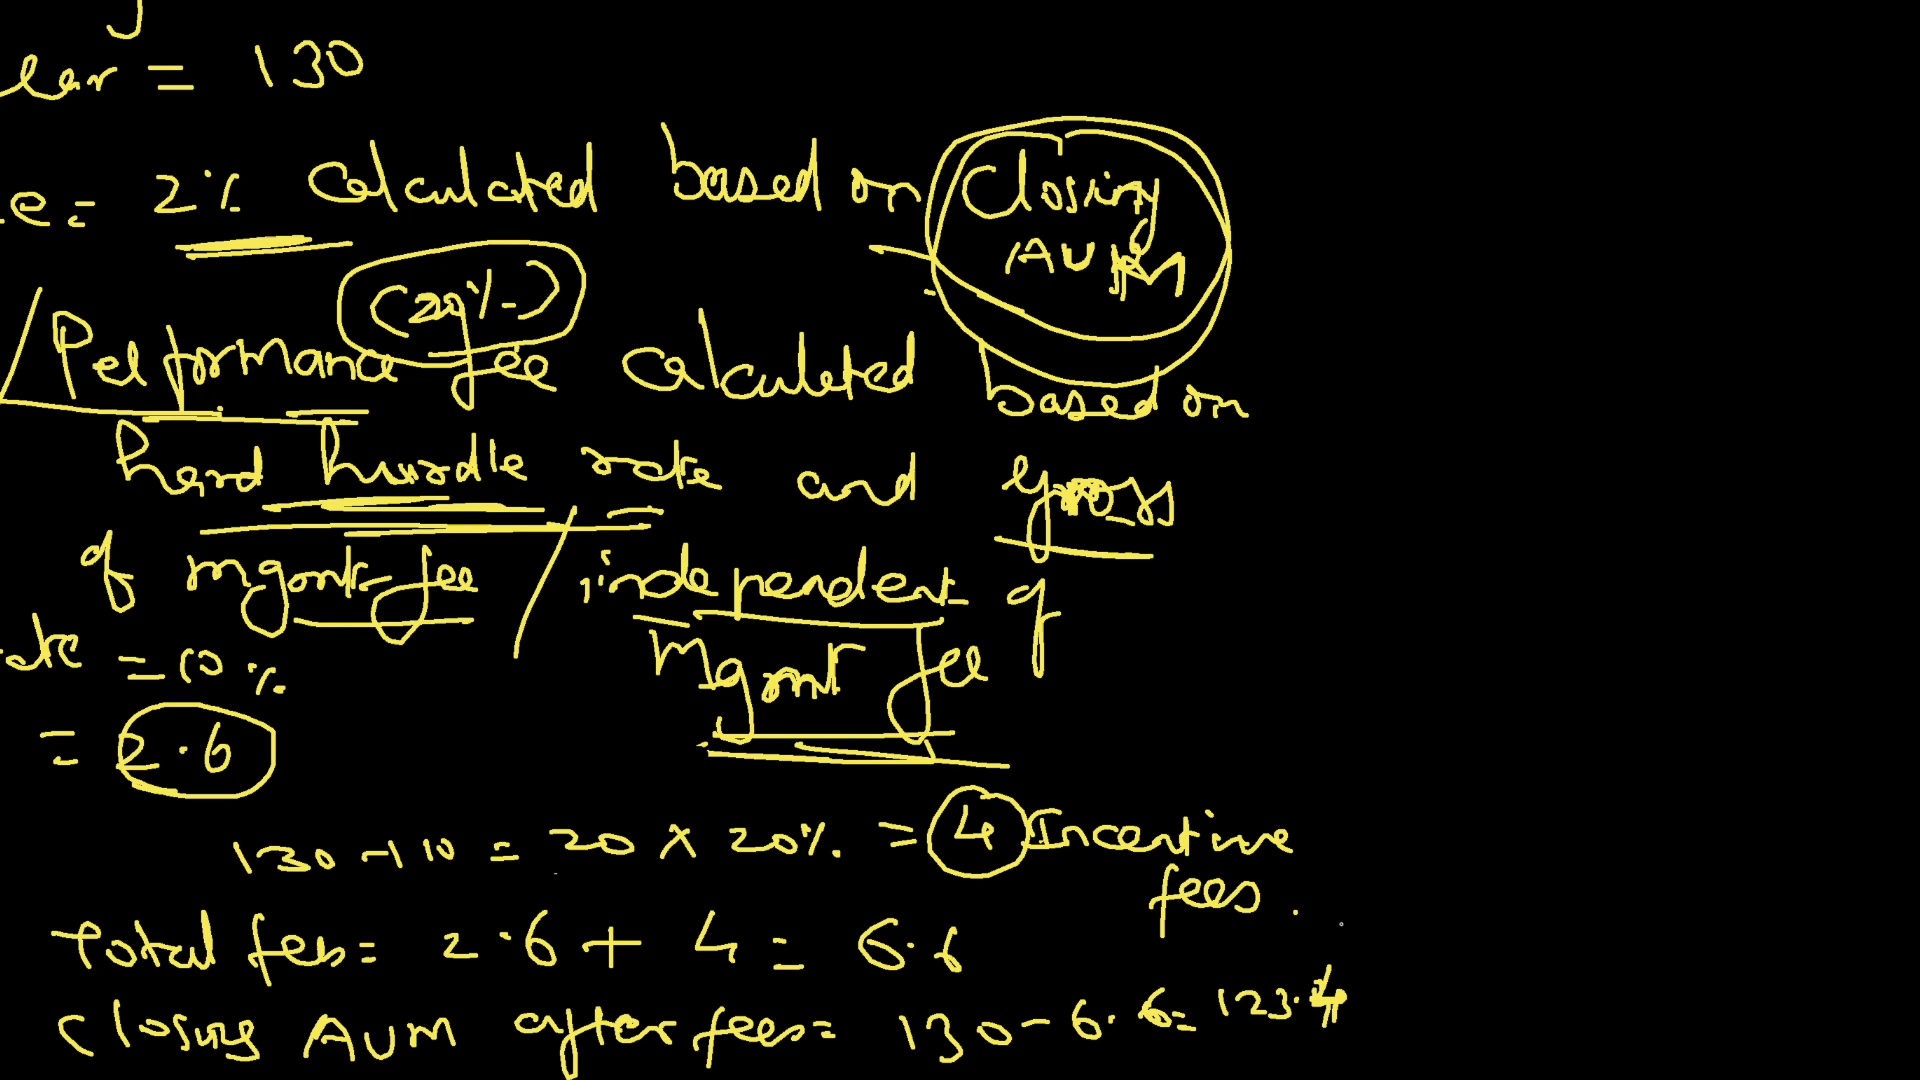 ear = 130
e = 2% calculated based on Closing
AUM
(20%)
/Performance fee calculated based on
hard hurdle rate and gross
of mgmt fee / independent of
Mgmt fee
ate = 10%
= 2.6
130 - 110 = 20 x 20% = 4 Incentive
fees.
Total fees = 2.6 + 4 = 6.6
Closing AUM after fees = 130 - 6.6 = 123.4